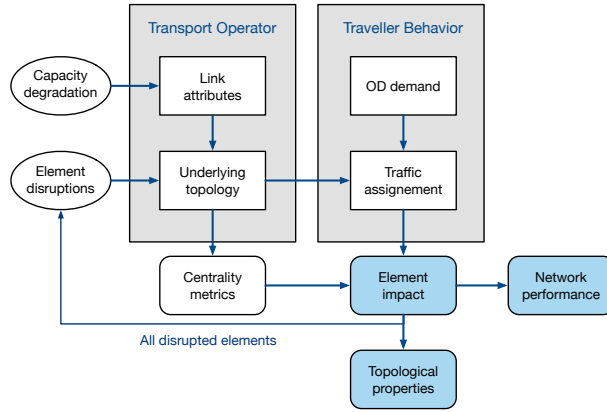 Transport Operator
Traveller Behavior
Capacity
degradation
Link
attributes
OD demand
Element
disruptions
Underlying
topology
Traffic
assignement
Centrality
metrics
Element
impact
Network
performance
All disrupted elements
Topological
properties